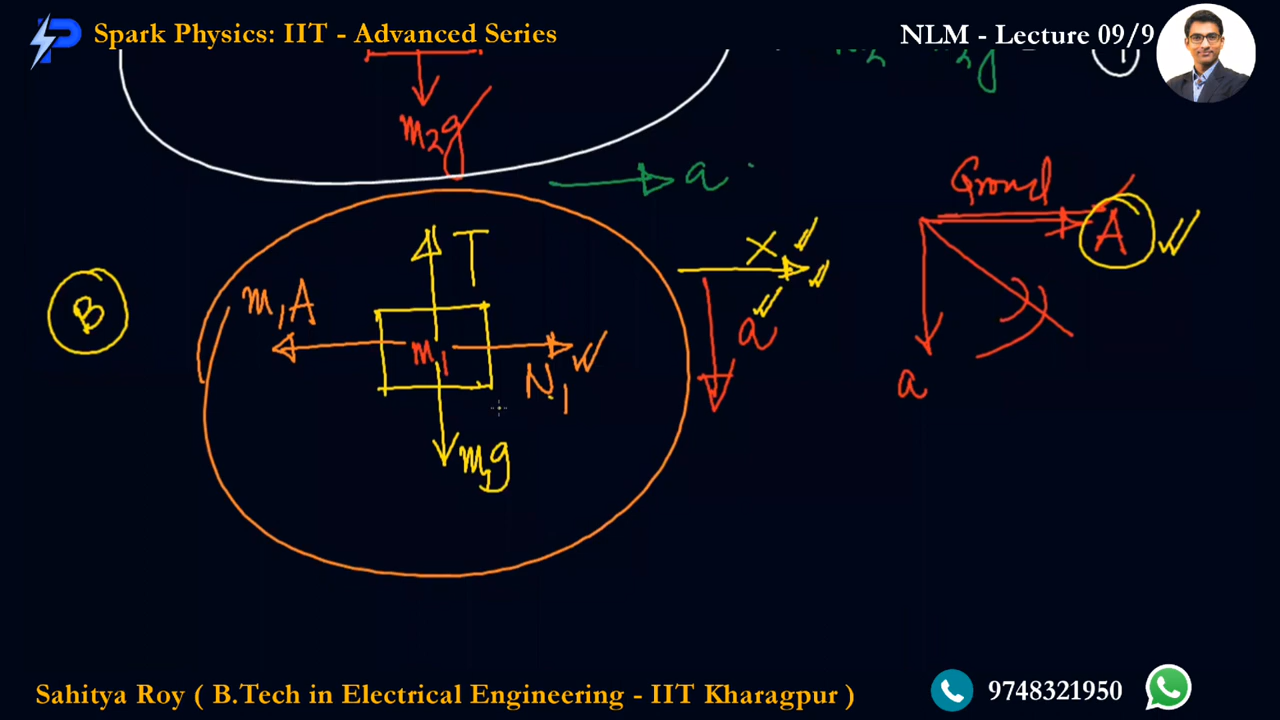 Spark Physics: IIT - Advanced Series
NLM - Lecture 09/9
m2g
1
a
Ground
A
T
X
B
m1A
m1
N1
a
a
m1g
Sahitya Roy ( B.Tech in Electrical Engineering - IIT Kharagpur )
9748321950